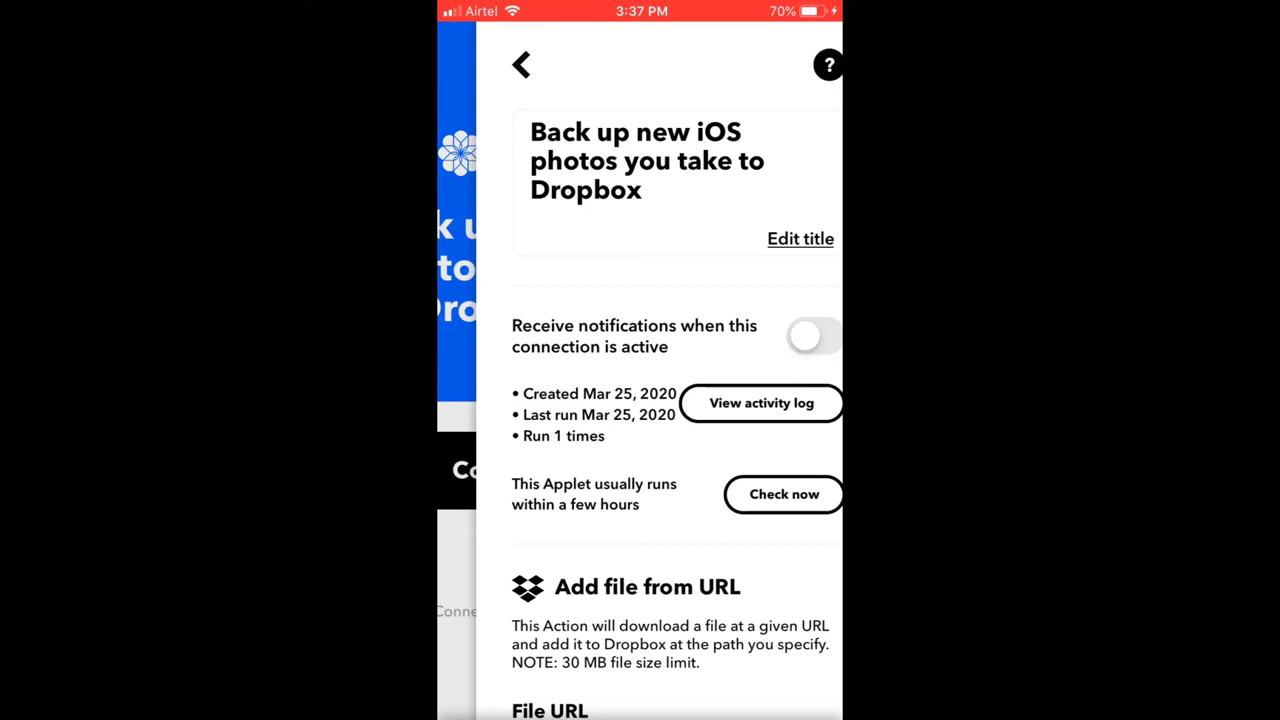 Airtel 3:37 PM 70%
?
Back up new iOS
photos you take to
Dropbox
Edit title
k u
to
Dro
Receive notifications when this
connection is active
• Created Mar 25, 2020
• Last run Mar 25, 2020
• Run 1 times
View activity log
Co
This Applet usually runs
within a few hours
Check now
Add file from URL
Conne
This Action will download a file at a given URL
and add it to Dropbox at the path you specify.
NOTE: 30 MB file size limit.
File URL